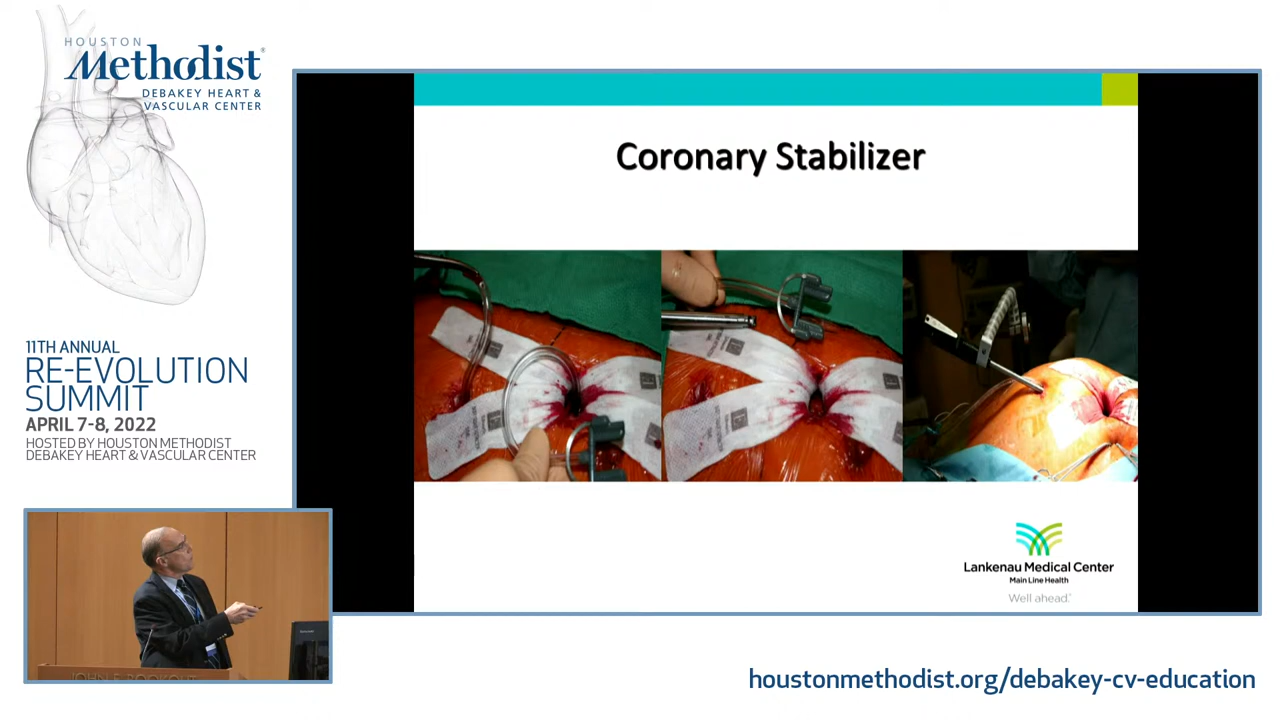 HOUSTON
Methodist®
DEBAKEY HEART &
VASCULAR CENTER
11TH ANNUAL
RE-EVOLUTION
SUMMIT
APRIL 7-8, 2022
HOSTED BY HOUSTON METHODIST
DEBAKEY HEART & VASCULAR CENTER
Coronary Stabilizer
Lankenau Medical Center
Main Line Health
Well ahead.
houstonmethodist.org/debakey-cv-education